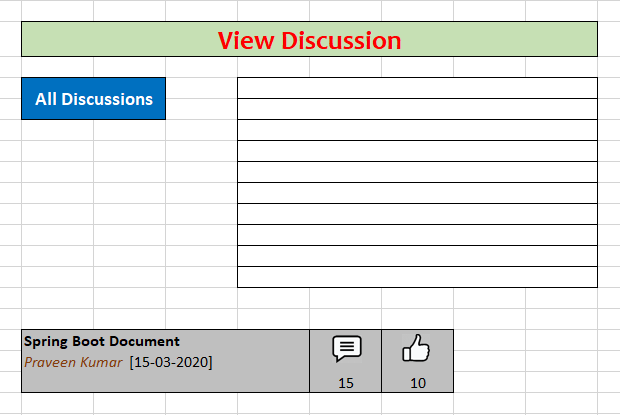 View Discussion
All Discussions
Spring Boot Document
Praveen Kumar [15-03-2020]
15
10